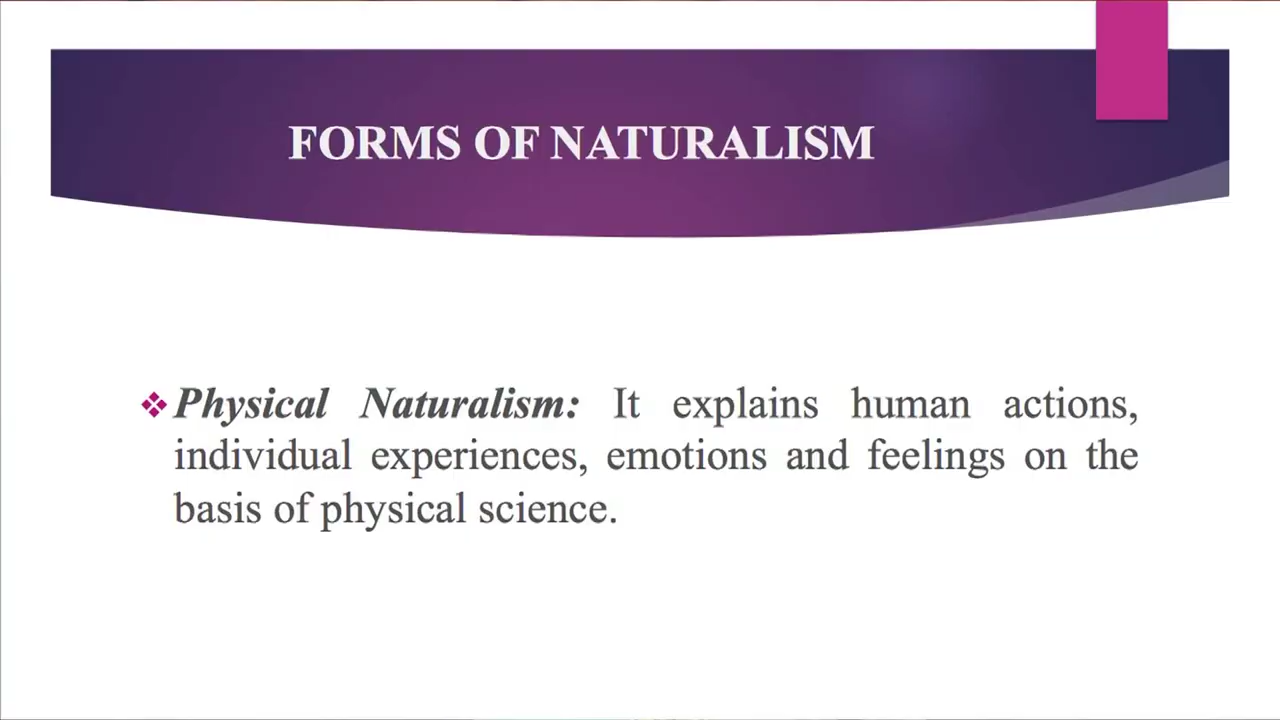 FORMS OF NATURALISM
Physical Naturalism: It explains human actions,
individual experiences, emotions and feelings on the
basis of physical science.